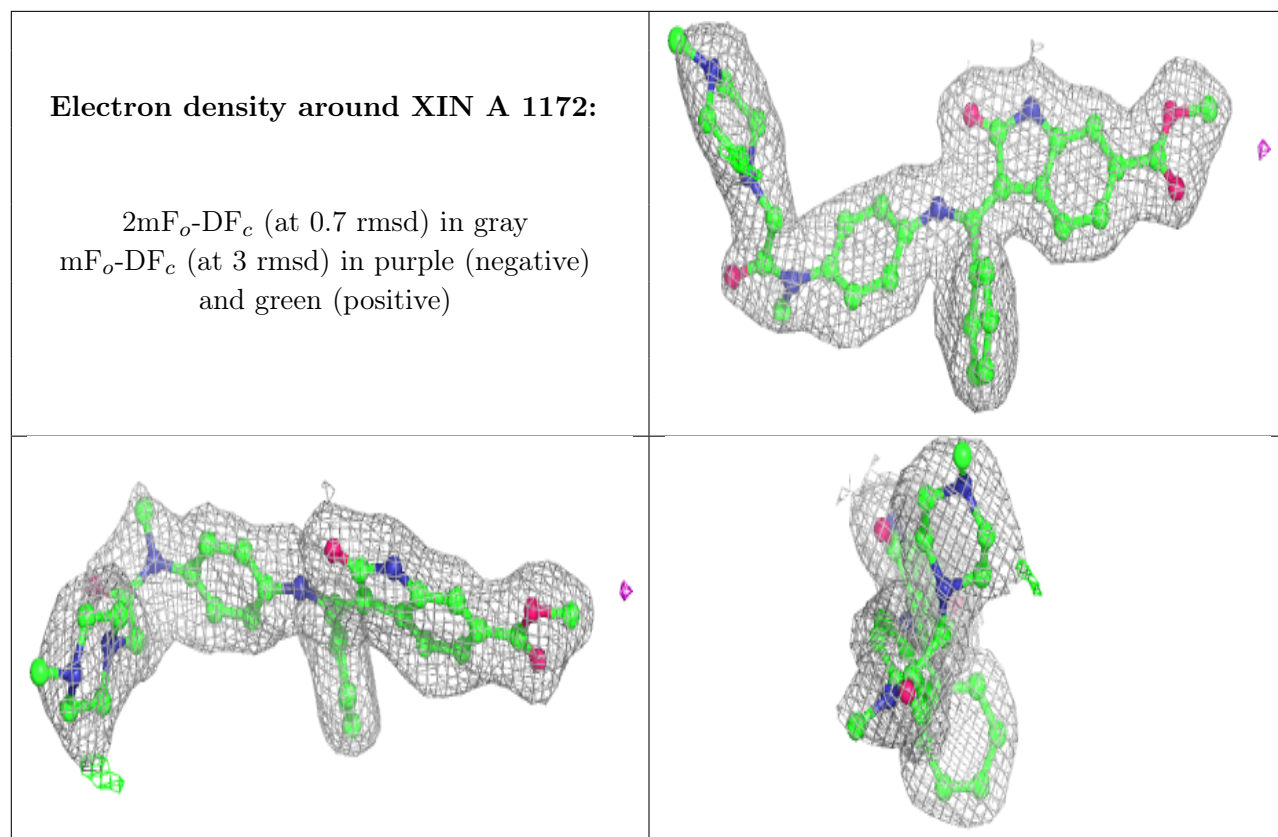 Electron density around XIN A 1172:
2mFo-DFc (at 0.7 rmsd) in gray
mFo-DFc (at 3 rmsd) in purple (negative)
and green (positive)